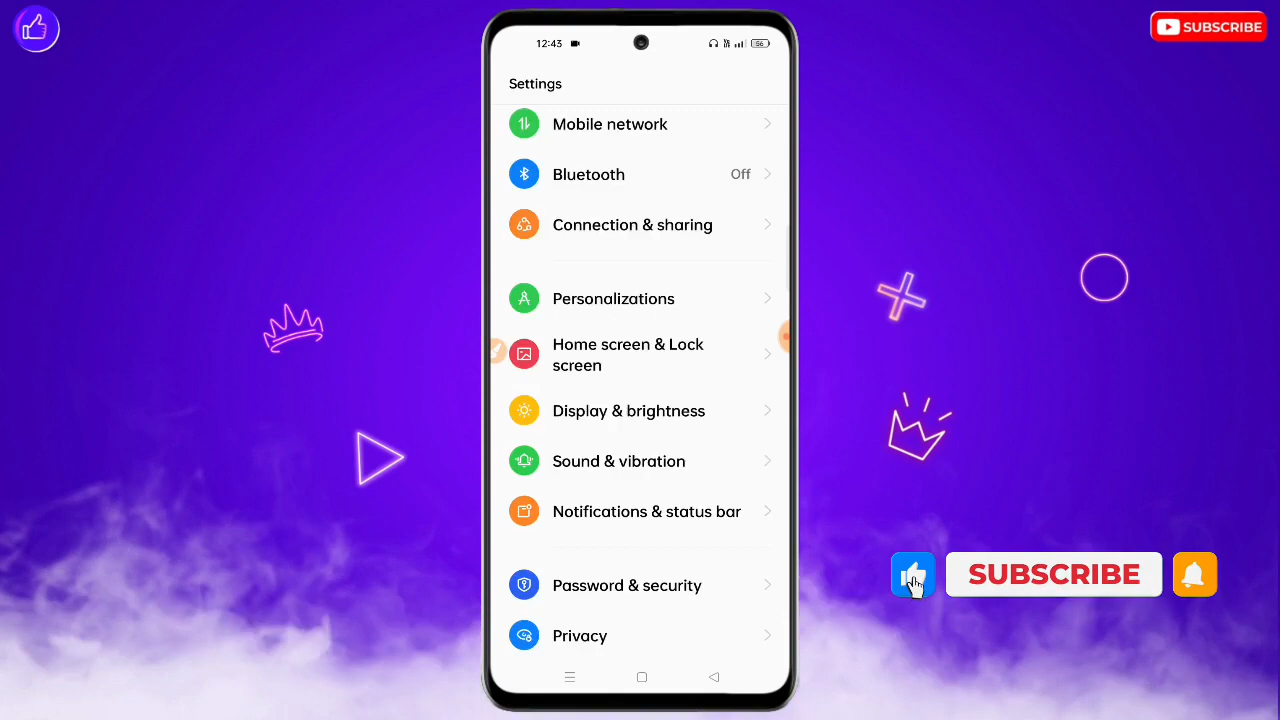 SUBSCRIBE
12:43
56
Settings
Mobile network
Bluetooth Off
Connection & sharing
Personalizations
Home screen & Lock
screen
Display & brightness
Sound & vibration
Notifications & status bar
SUBSCRIBE
Password & security
Privacy